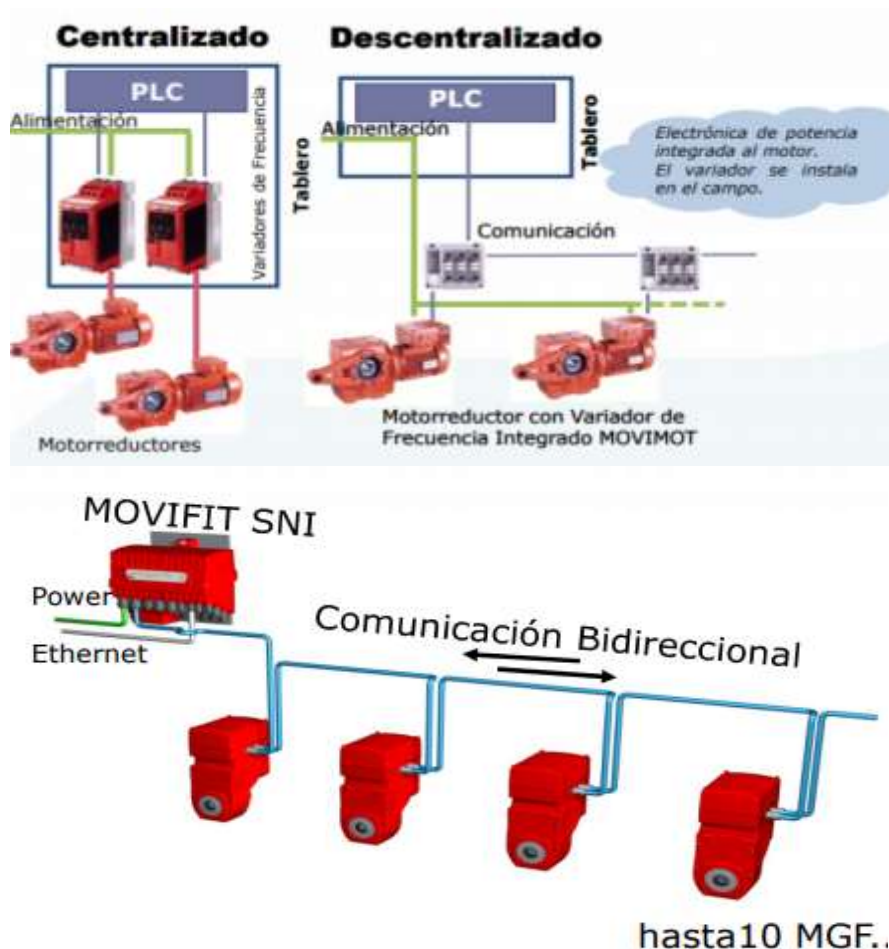 Centralizado
PLC
Alimentación
Variadores de Frecuencia
Tablero
Motorreductores
Descentralizado
PLC
Alimentación
Tablero
Electrónica de potencia
integrada al motor.
El variador se instala
en el campo.
Comunicación
Motorreductor con Variador de
Frecuencia Integrado MOVIMOT
MOVIFIT SNI
Power
Ethernet
Comunicación Bidireccional
hasta10 MGF..